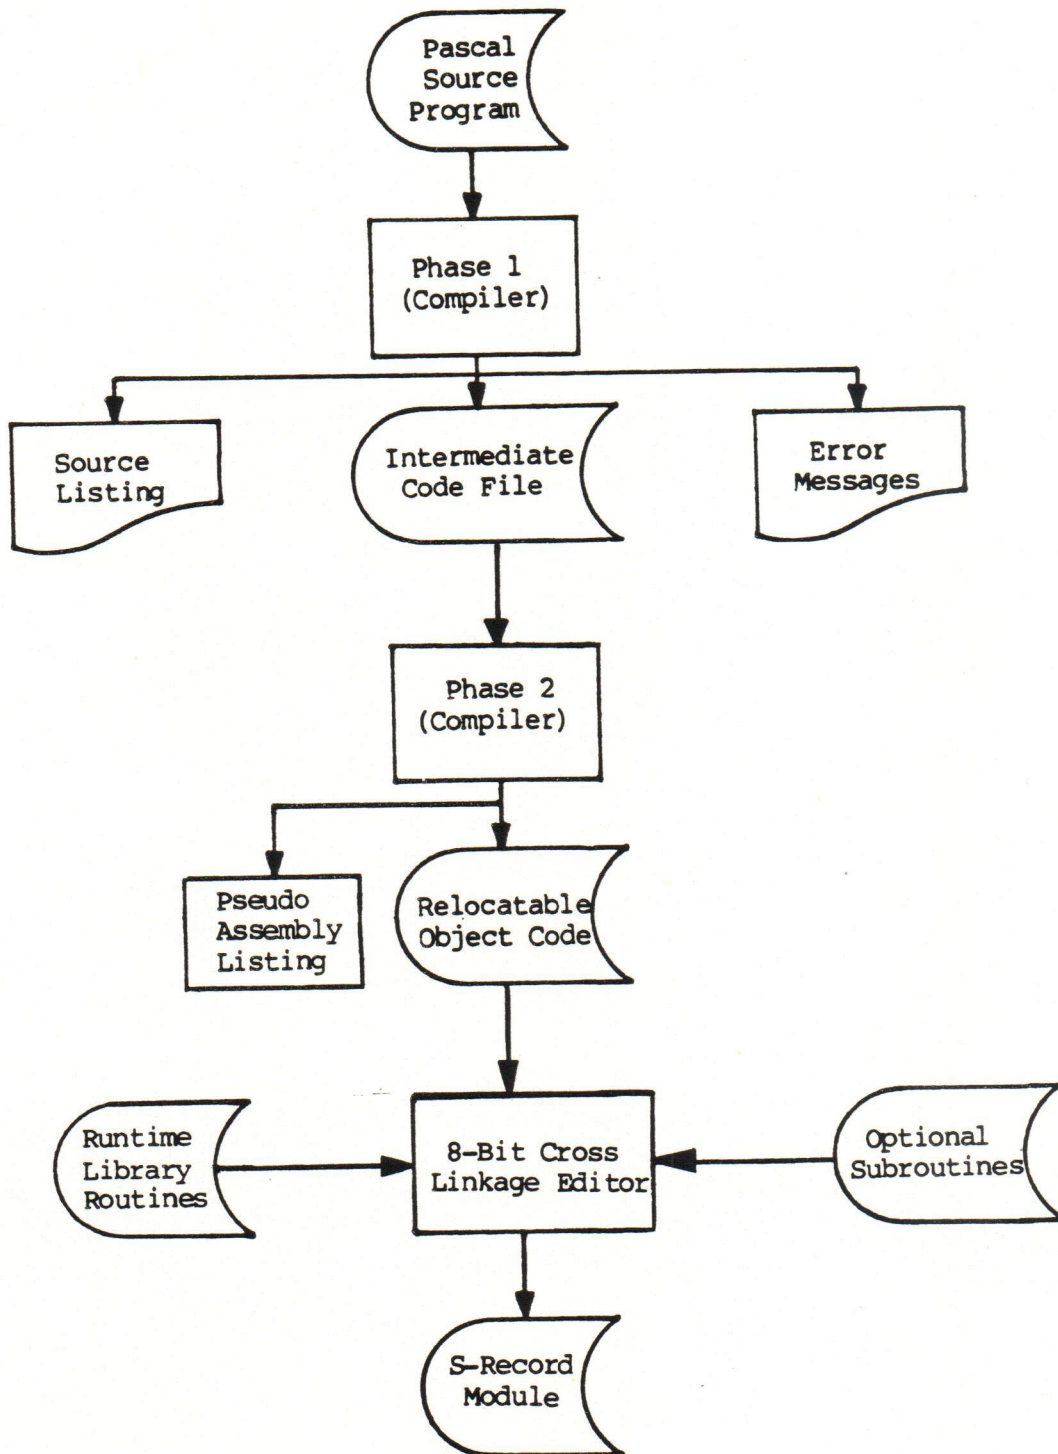 Pascal
Source
Program
Phase 1
(Compiler)
Source
Listing
Intermediate
Code File
Error
Messages
Phase 2
(Compiler)
Pseudo
Assembly
Listing
Relocatable
Object Code
Runtime
Library
Routines
8-Bit Cross
Linkage Editor
Optional
Subroutines
S-Record
Module